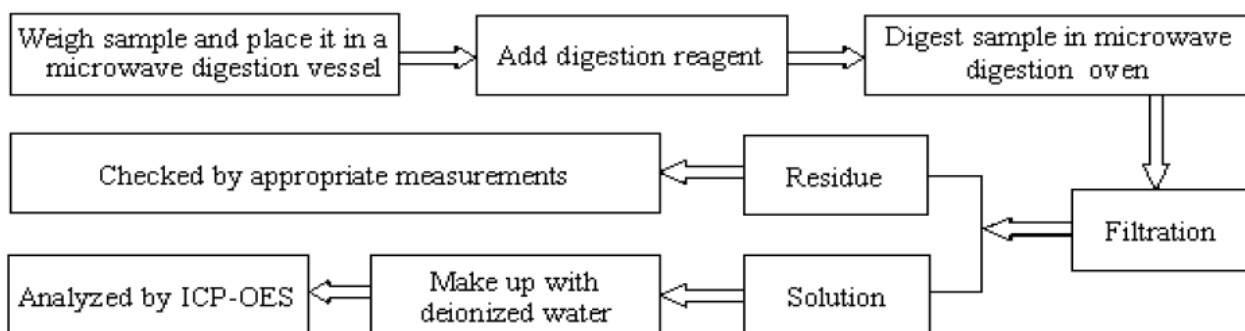 Weigh sample and place it in a
microwave digestion vessel
Add digestion reagent
Digest sample in microwave
digestion oven
Checked by appropriate measurements
Residue
Filtration
Analyzed by ICP-OES
Make up with
deionized water
Solution